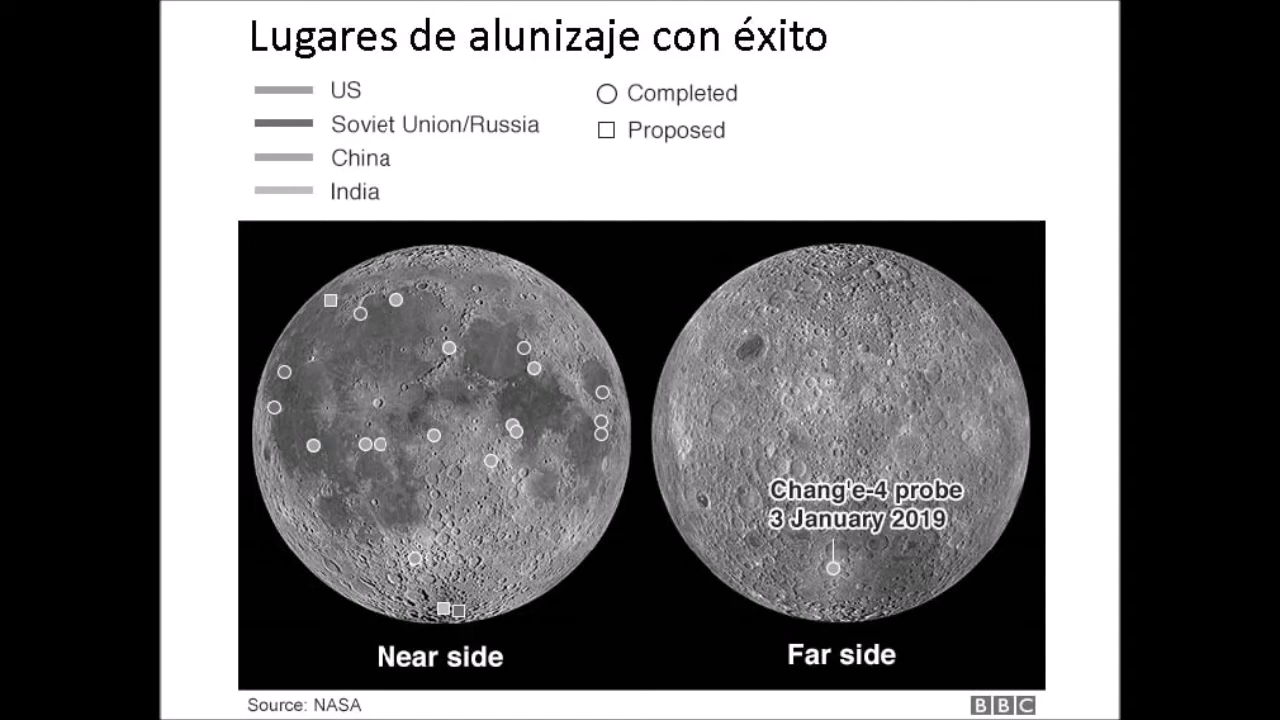 Lugares de alunizaje con éxito
US
Soviet Union/Russia
China
India
Completed
Proposed
Chang'e-4 probe
3 January 2019
Near side
Far side
Source: NASA
BBC